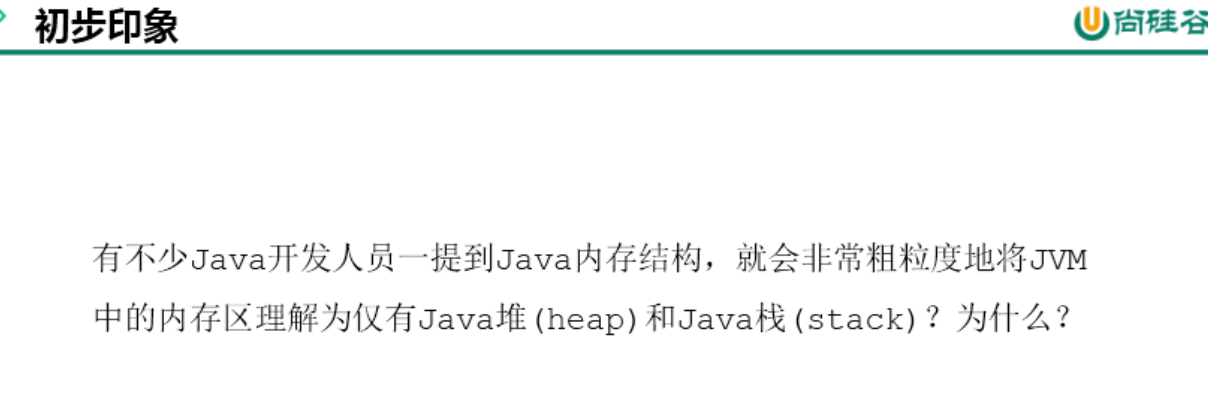 初步印象
尚硅谷
有不少Java开发人员一提到Java内存结构，就会非常粗粒度地将JVM
中的内存区理解为仅有Java堆(heap)和Java栈(stack)？为什么？